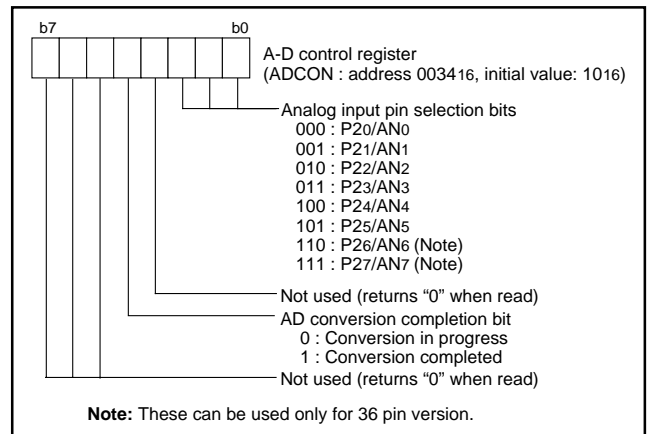 b7 b0
A-D control register
(ADCON : address 003416, initial value: 1016)
Analog input pin selection bits
000 : P20/AN0
001 : P21/AN1
010 : P22/AN2
011 : P23/AN3
100 : P24/AN4
101 : P25/AN5
110 : P26/AN6 (Note)
111 : P27/AN7 (Note)
Not used (returns “0” when read)
AD conversion completion bit
0 : Conversion in progress
1 : Conversion completed
Not used (returns “0” when read)
Note: These can be used only for 36 pin version.